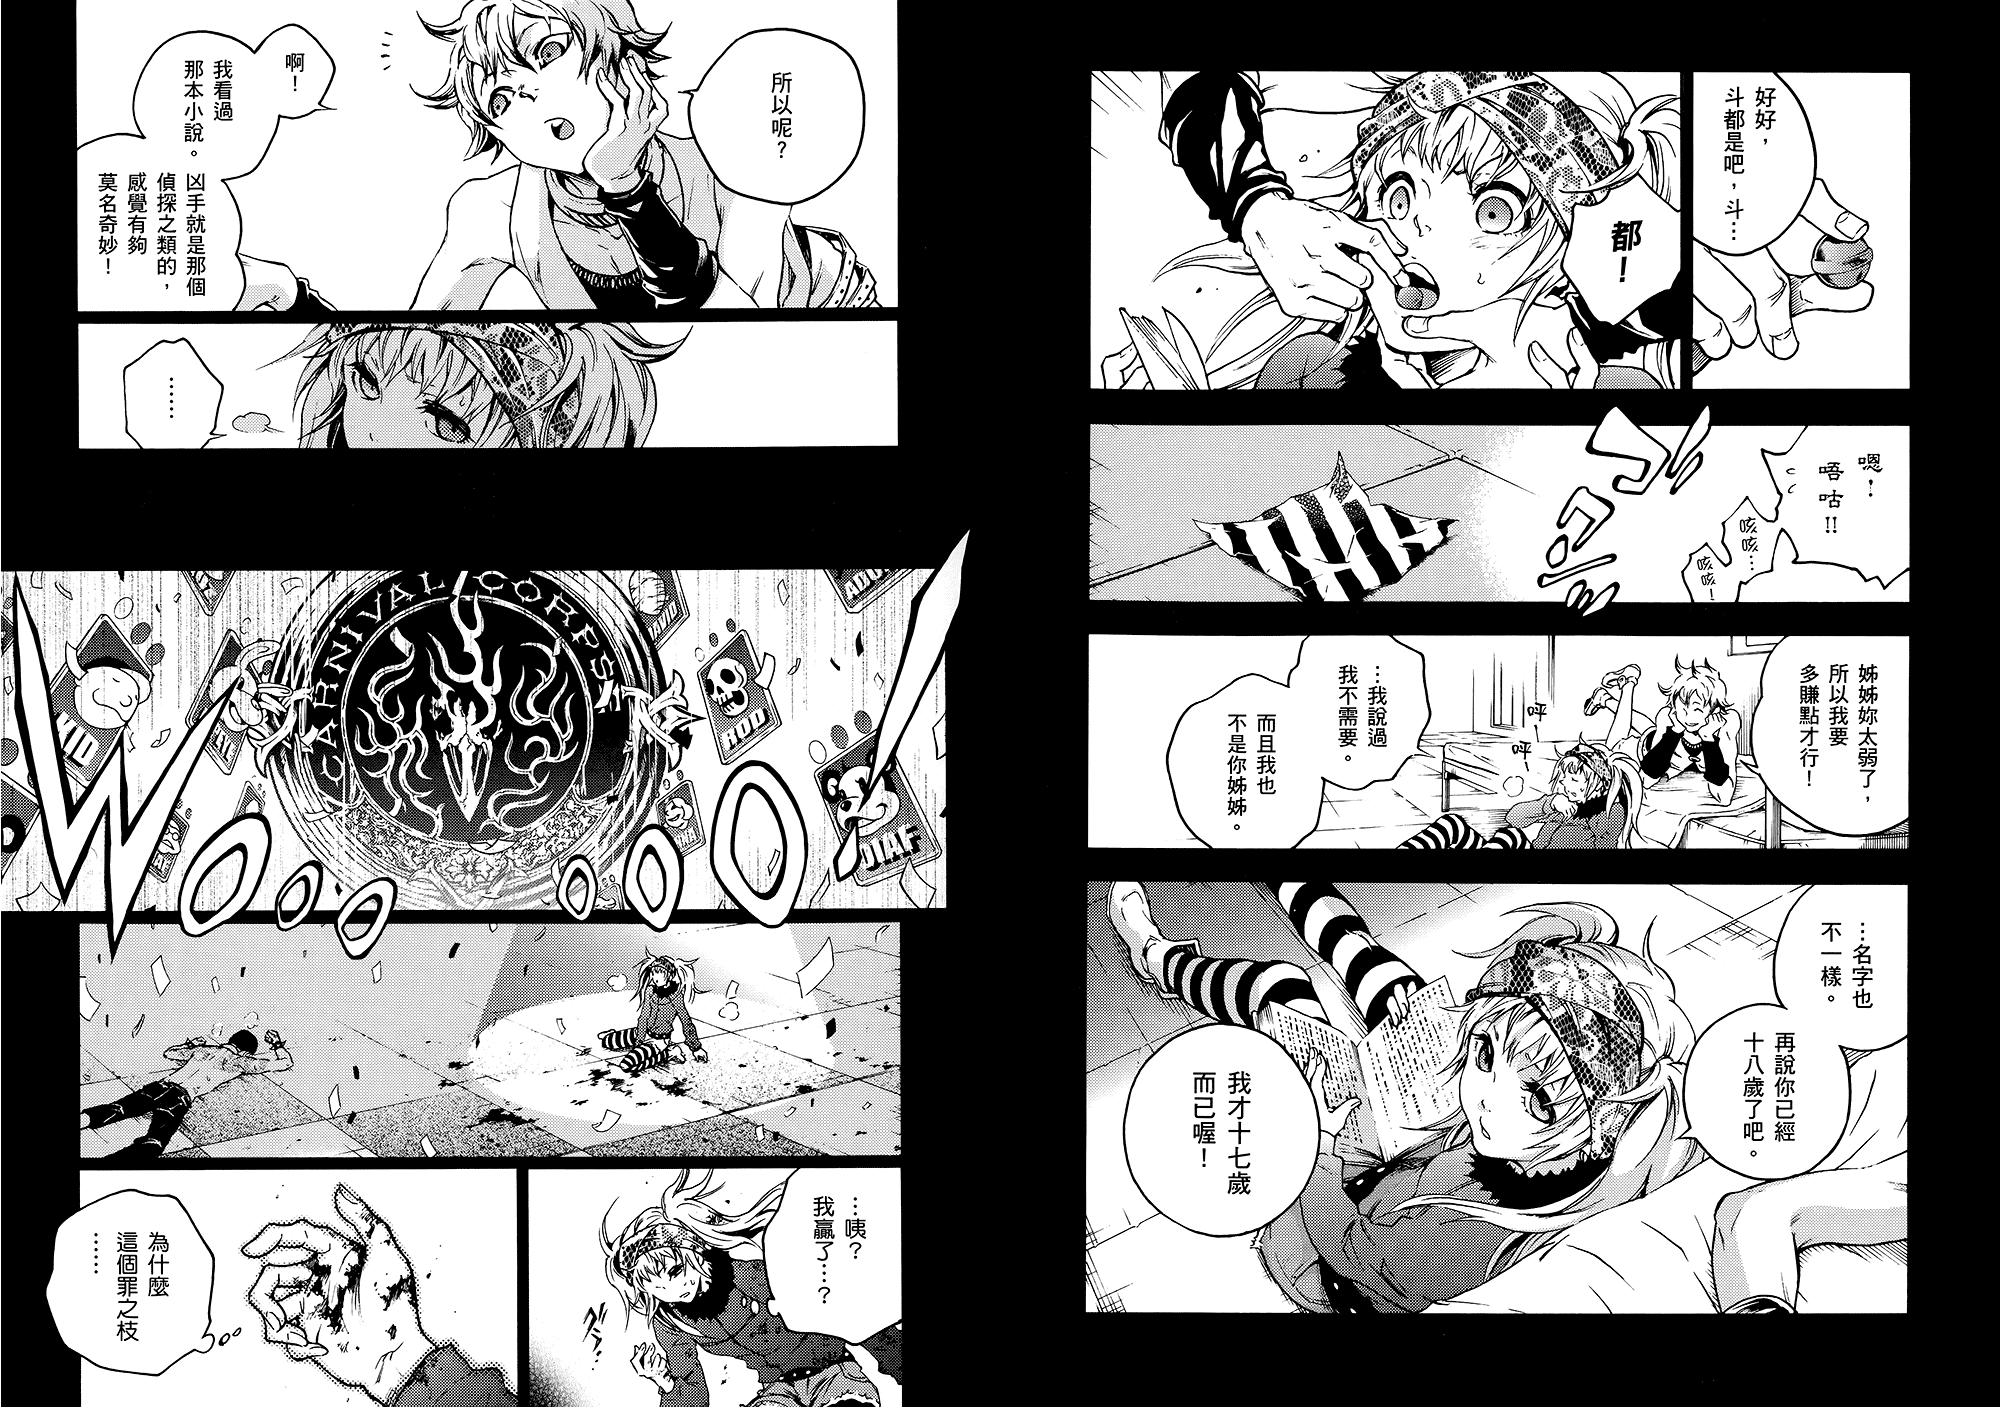 好好，
斗都是吧，斗…
都！
嗯！
唔咕!!
咳咳…
咳咳！
姊姊妳太弱了，
所以我要
多賺點才行！
呼
呼
…我說過
我不需要。
而且我也
不是你姊姊。
…名字也
不一樣。
再說你已經
十八歲了吧。
我才十七歲
而已喔！
所以呢？
啊！
我看過
那本小說。
凶手就是那個
偵探之類的，
感覺有夠
莫名奇妙！
……
CARNIVAL CORPS
WOOOOOO!
…咦？
我贏了…？
為什麼
這個罪之枝
……